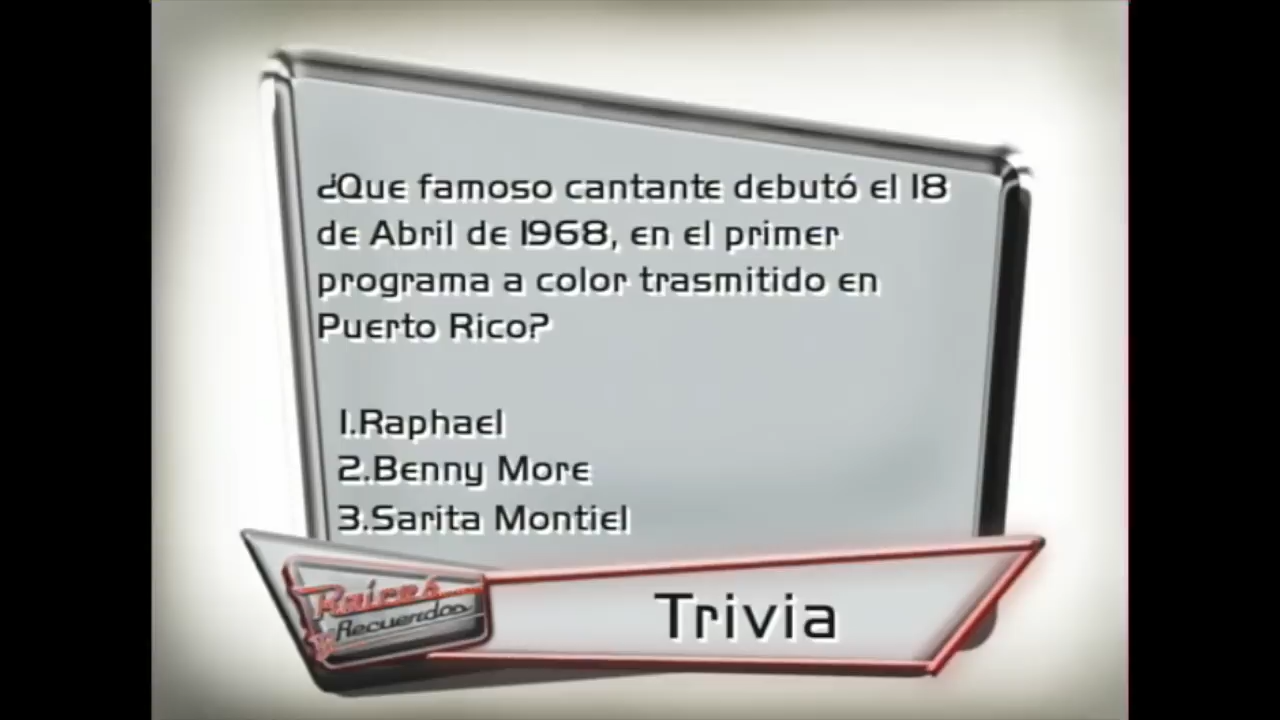 ¿Que famoso cantante debutó el 18
de Abril de 1968, en el primer
programa a color trasmitido en
Puerto Rico?
1.Raphael
2.Benny More
3.Sarita Montiel
Raíces
y Recuerdos
Trivia